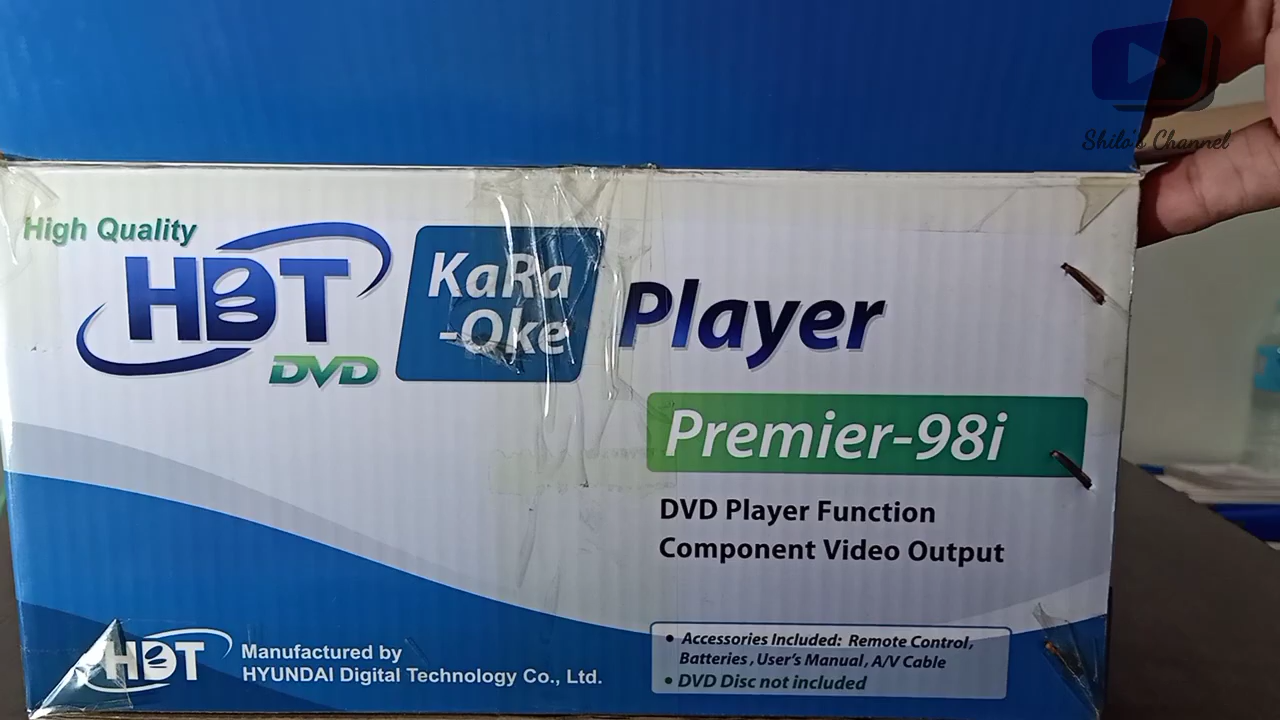 Shilo's Channel
High Quality
HDT
DVD
KaRa
-Oke
Player
Premier-98i
DVD Player Function
Component Video Output
HDT
Manufactured by
HYUNDAI Digital Technology Co., Ltd.
• Accessories Included: Remote Control,
Batteries, User's Manual, A/V Cable
• DVD Disc not included